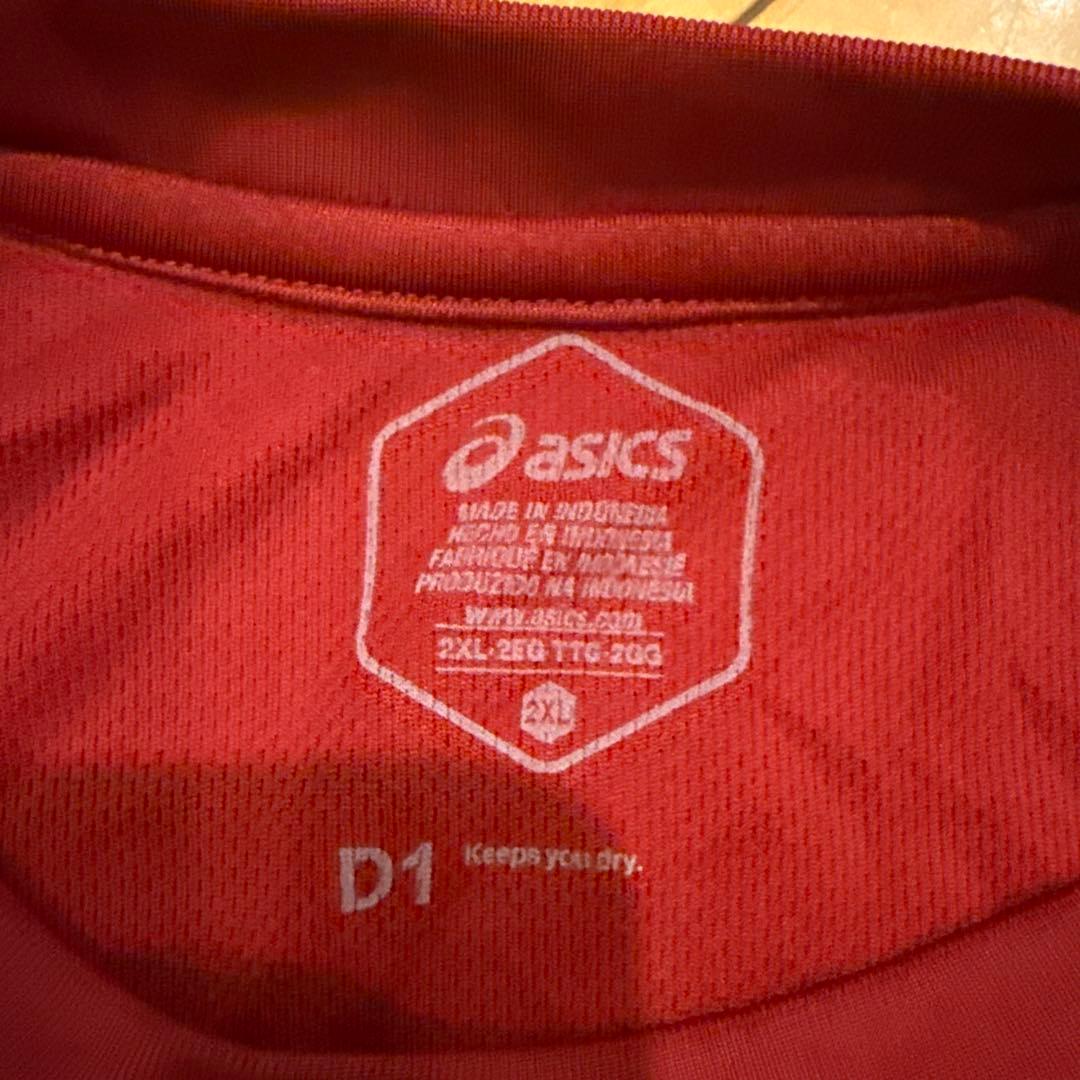 asics
MADE IN INDONESIA
HECHO EN INDONESIA
FABRIQUE EN INDONESIE
PRODUZIDO NA INDONESIA
www.asics.com
2XL-2EG TTG-2GG
2XL
D1 Keeps you dry.